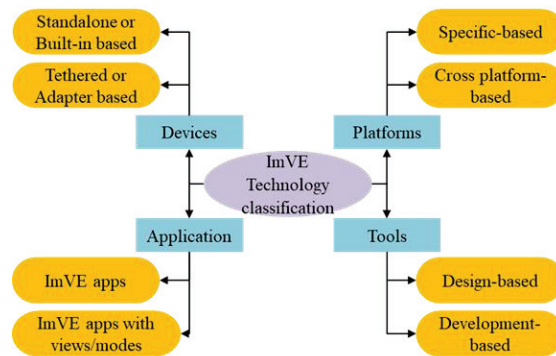 Standalone or
Built-in based
Tethered or
Adapter based
Devices
Specific-based
Cross platform-
based
Platforms
ImVE
Technology
classification
Application
ImVE apps
ImVE apps with
views/modes
Tools
Design-based
Development-
based